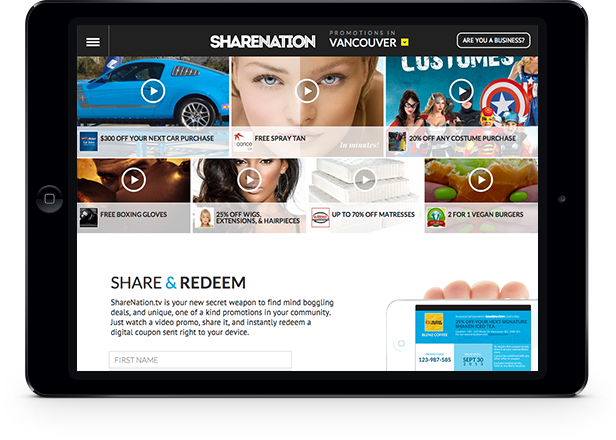 SHARENATION
PROMOTIONS IN
VANCOUVER
ARE YOU A BUSINESS?
COSTUMES
$300 OFF YOUR NEXT CAR PURCHASE
FREE SPRAY TAN
in minutes!
20% OFF ANY COSTUME PURCHASE
FREE BOXING GLOVES
25% OFF WIGS,
EXTENSIONS, & HAIRPIECES
UP TO 70% OFF MATRESSES
2 FOR 1 VEGAN BURGERS
SHARE & REDEEM
ShareNation.tv is your new secret weapon to find mind boggling
deals, and unique, one of a kind promotions in your community.
Just watch a video promo, share it, and instantly redeem a
digital coupon sent right to your device.
FIRST NAME
25% OFF YOUR NEXT SIGNATURE
SHAKEN ICED TEA
BLENZ COFFEE
123-987-585
SEPT 30
2012